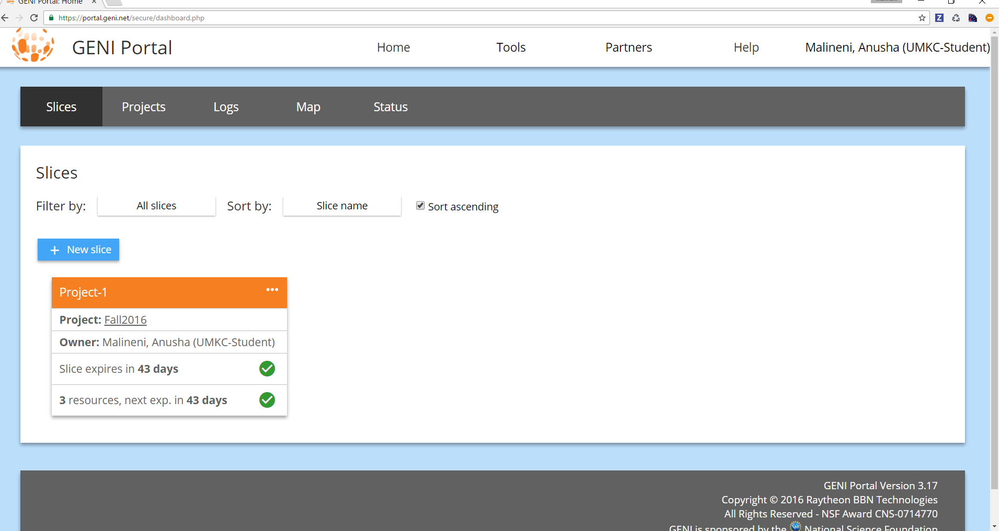 GENI Portal: Home
https://portal.geni.net/secure/dashboard.php
GENI Portal
Home
Tools
Partners
Help
Malineni, Anusha (UMKC-Student)
Slices
Projects
Logs
Map
Status
Slices
Filter by:
All slices
Sort by:
Slice name
Sort ascending
+ New slice
Project-1
Project: Fall2016
Owner: Malineni, Anusha (UMKC-Student)
Slice expires in 43 days
3 resources, next exp. in 43 days
GENI Portal Version 3.17
Copyright © 2016 Raytheon BBN Technologies
All Rights Reserved - NSF Award CNS-0714770
GENI is sponsored by the National Science Foundation